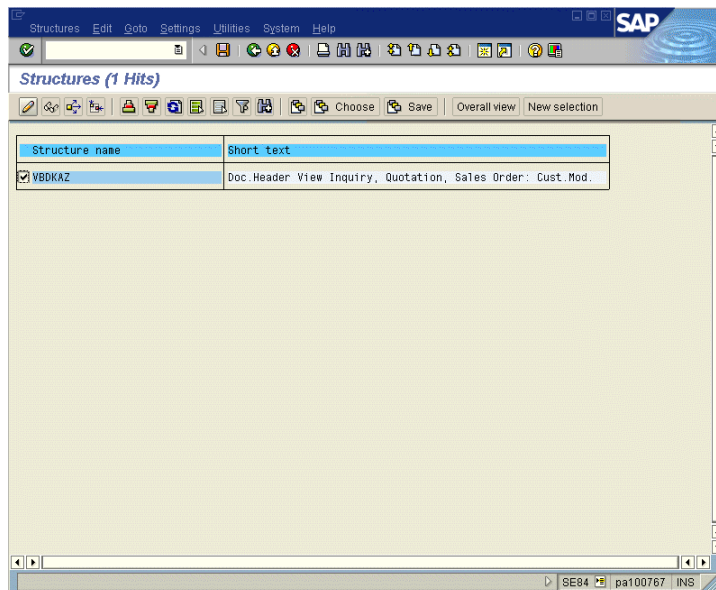 Structures Edit Goto Settings Utilities System Help
SAP
Structures (1 Hits)
Choose Save Overall view New selection
Structure name Short text
VBDKAZ Doc.Header View Inquiry, Quotation, Sales Order: Cust.Mod.
SE84 pa100767 INS